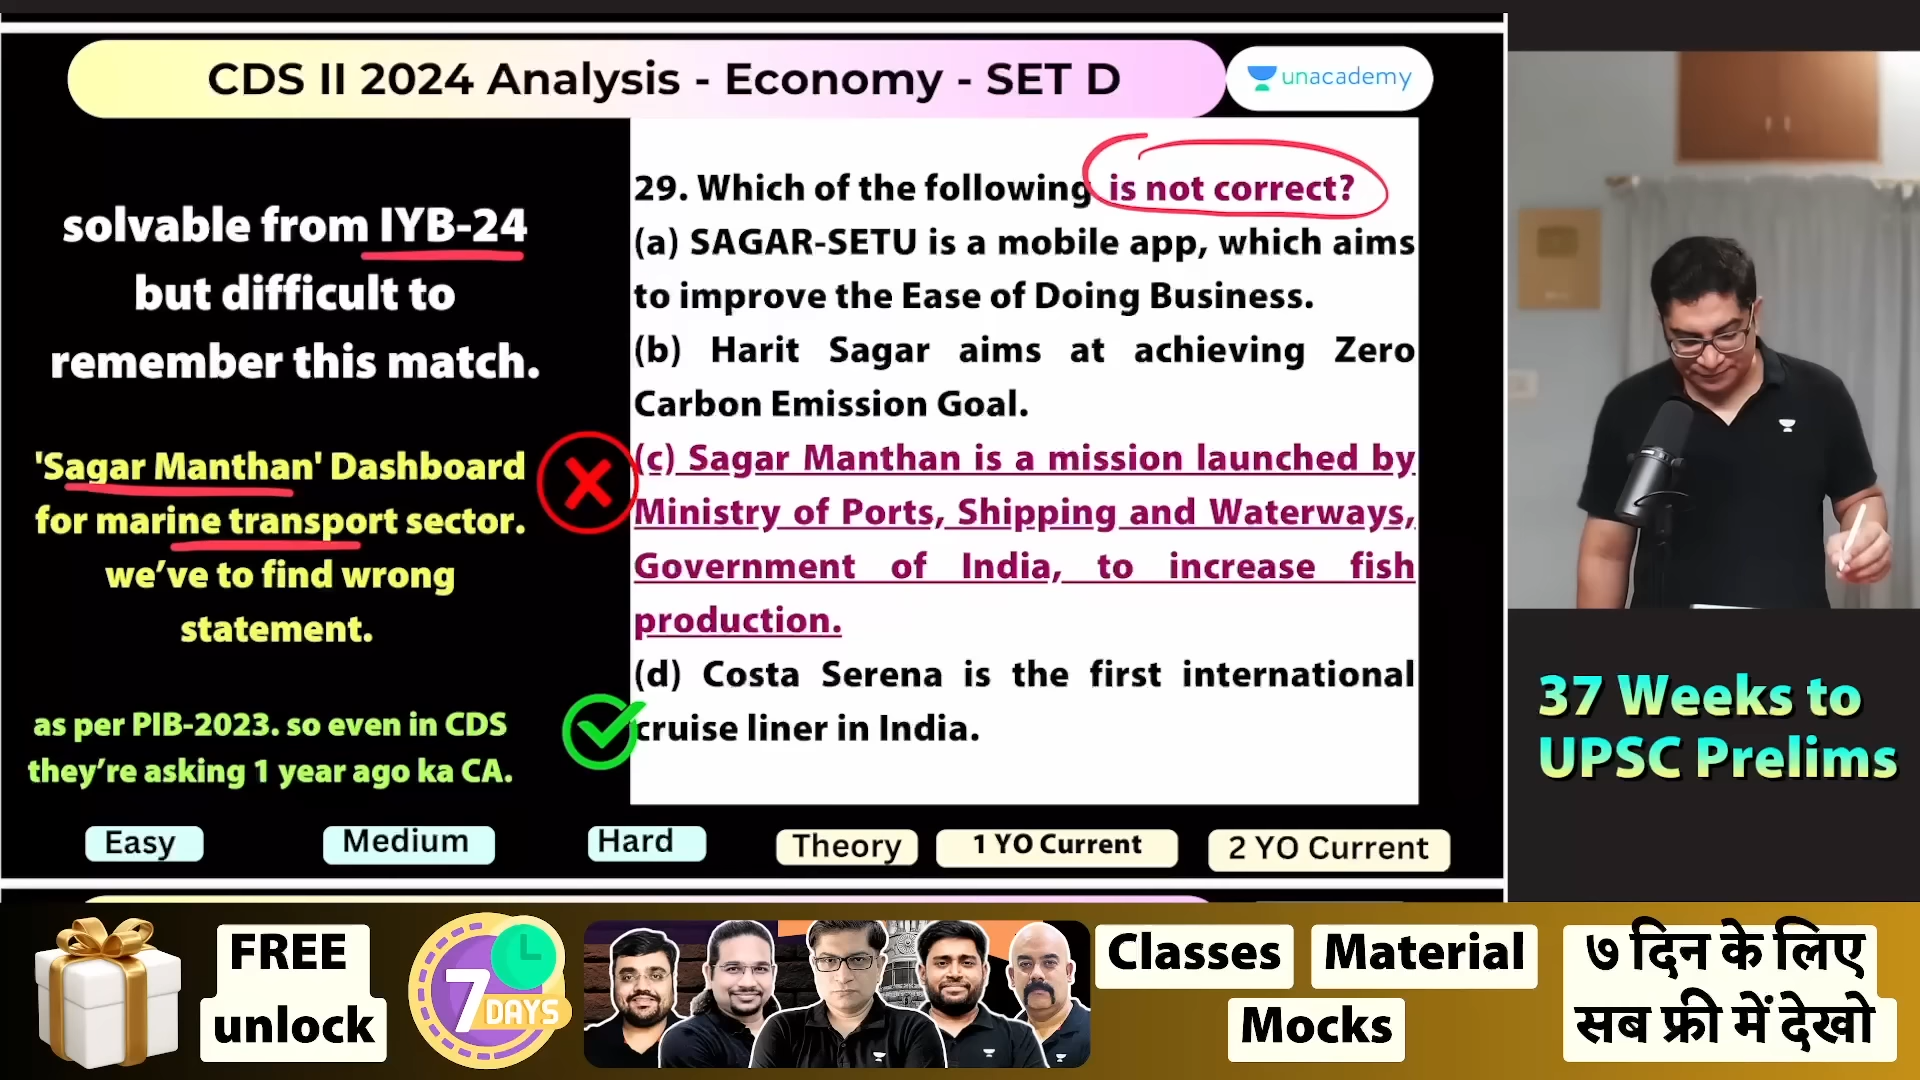 CDS II 2024 Analysis - Economy - SET D
unacademy
solvable from IYB-24
but difficult to
remember this match.
'Sagar Manthan' Dashboard
for marine transport sector.
we've to find wrong
statement.
as per PIB-2023. so even in CDS
they're asking 1 year ago ka CA.
29. Which of the following is not correct?
(a) SAGAR-SETU is a mobile app, which aims
to improve the Ease of Doing Business.
(b) Harit Sagar aims at achieving Zero
Carbon Emission Goal.
(c) Sagar Manthan is a mission launched by
Ministry of Ports, Shipping and Waterways,
Government of India, to increase fish
production.
(d) Costa Serena is the first international
cruise liner in India.
Easy
Medium
Hard
Theory
1 YO Current
2 YO Current
37 Weeks to
UPSC Prelims
FREE
unlock
7 DAYS
Classes
Material
Mocks
७ दिन के लिए
सब फ्री में देखो